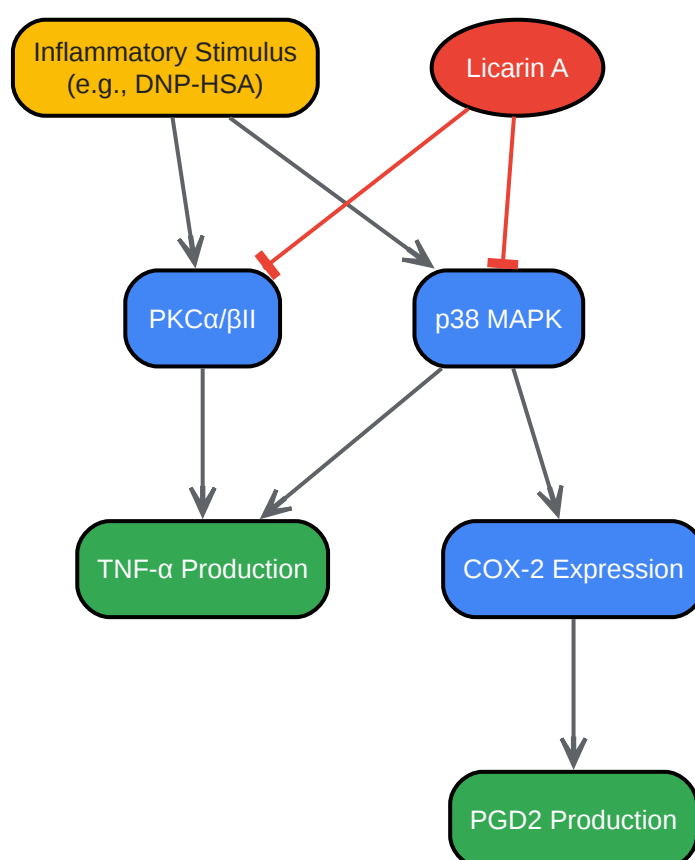 Inflammatory Stimulus
(e.g., DNP-HSA)
Licarin A
PKCα/βII
p38 MAPK
TNF-α Production
COX-2 Expression
PGD2 Production